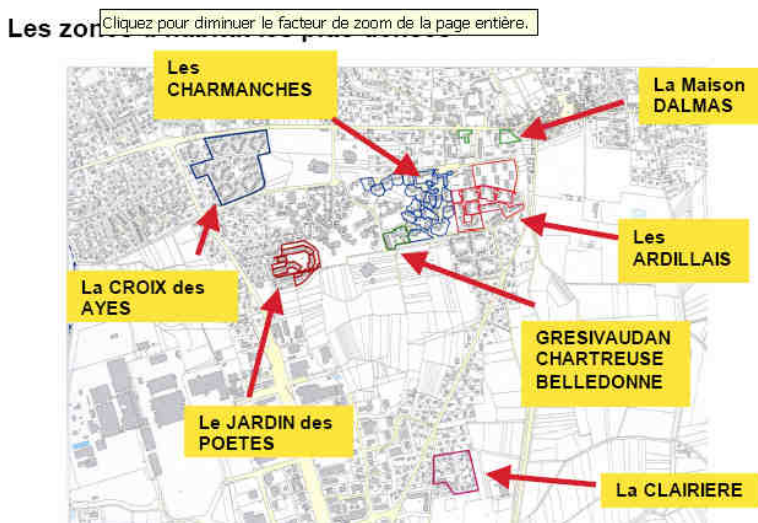 Cliquez pour diminuer le facteur de zoom de la page entière.
Les
Les
CHARMANCHES
La Maison
DALMAS
Les
ARDILLAIS
La CROIX des
AYES
GRESIVAUDAN
CHARTREUSE
BELLEDONNE
Le JARDIN des
POETES
La CLAIRIERE